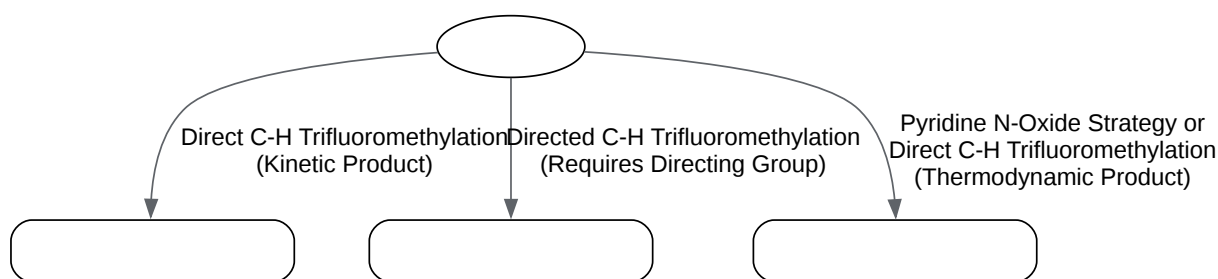 Direct C-H Trifluoromethylation
(Kinetic Product)
Directed C-H Trifluoromethylation
(Requires Directing Group)
Pyridine N-Oxide Strategy or
Direct C-H Trifluoromethylation
(Thermodynamic Product)